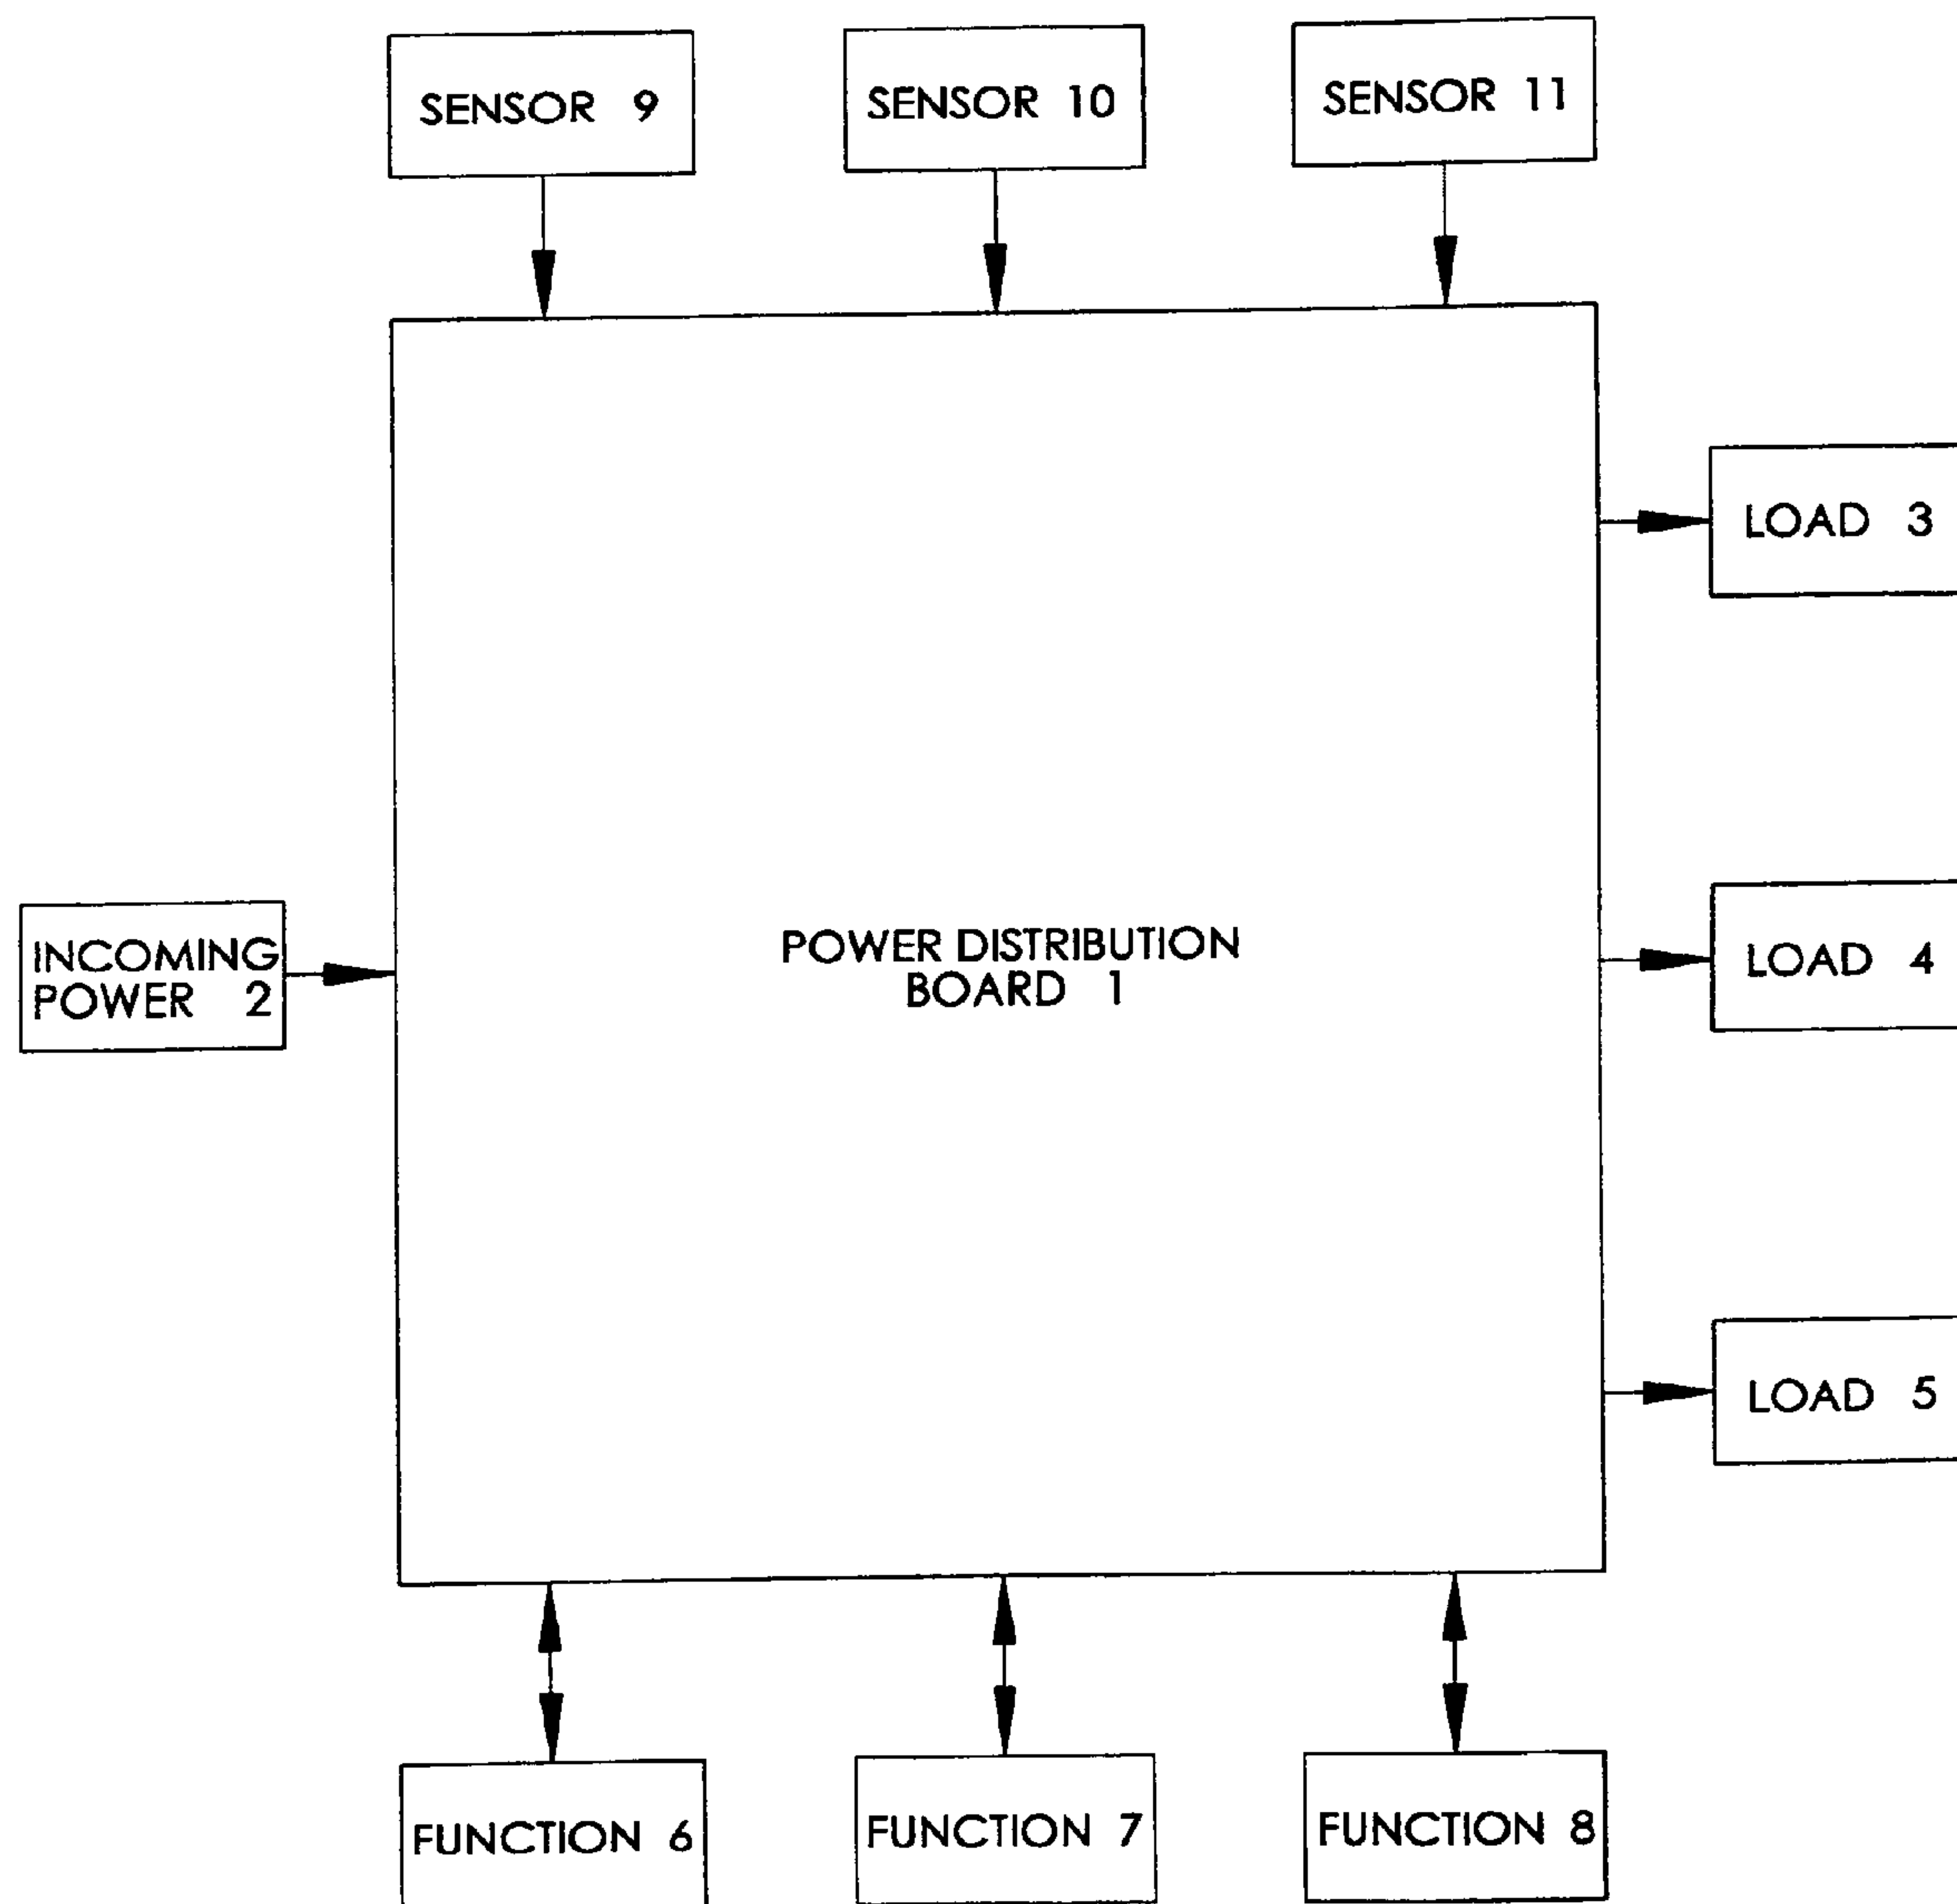 SENSOR 9
SENSOR 10
SENSOR 11
LOAD 3
INCOMING
POWER 2
POWER DISTRIBUTION
BOARD 1
LOAD 4
LOAD 5
FUNCTION 6
FUNCTION 7
FUNCTION 8